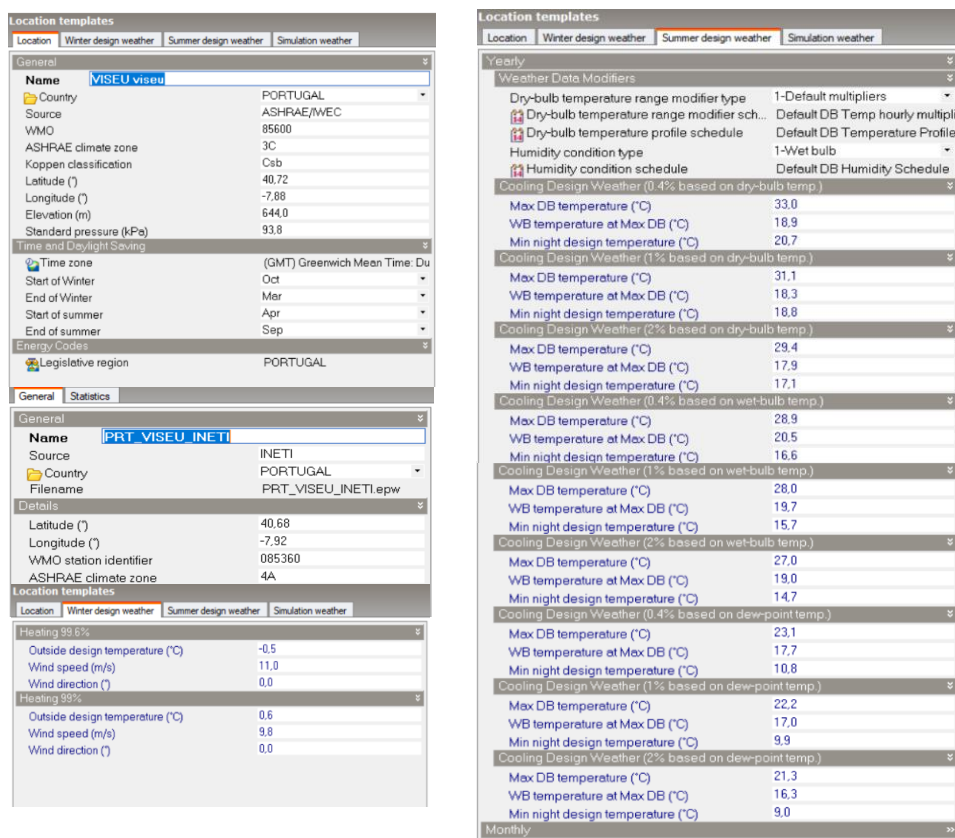 Location templates
Location Winter design weather Summer design weather Simulation weather
General
Name VISEU viseu
Country PORTUGAL
Source ASHRAE/IWEC
WMO 85600
ASHRAE climate zone 3C
Koppen classification Csb
Latitude (°) 40,72
Longitude (°) -7,88
Elevation (m) 644,0
Standard pressure (kPa) 93,8
Time and Daylight Saving
Time zone (GMT) Greenwich Mean Time: Du
Start of Winter Oct
End of Winter Mar
Start of summer Apr
End of summer Sep
Energy Codes
Legislative region PORTUGAL
General Statistics
General
Name PRT_VISEU_INETI
Source INETI
Country PORTUGAL
Filename PRT_VISEU_INETI.epw
Details
Latitude (°) 40,68
Longitude (°) -7,92
WMO station identifier 085360
ASHRAE climate zone 4A
Location templates
Location Winter design weather Summer design weather Simulation weather
Heating 99.6%
Outside design temperature (°C) -0,5
Wind speed (m/s) 11,0
Wind direction (°) 0,0
Heating 99%
Outside design temperature (°C) 0,6
Wind speed (m/s) 9,8
Wind direction (°) 0,0
Location templates
Location Winter design weather Summer design weather Simulation weather
Yearly
Weather Data Modifiers
Dry-bulb temperature range modifier type 1-Default multipliers
Dry-bulb temperature range modifier sch... Default DB Temp hourly multipli
Dry-bulb temperature profile schedule Default DB Temperature Profile
Humidity condition type 1-Wet bulb
Humidity condition schedule Default DB Humidity Schedule
Cooling Design Weather (0.4% based on dry-bulb temp.)
Max DB temperature (°C) 33,0
WB temperature at Max DB (°C) 18,9
Min night design temperature (°C) 20,7
Cooling Design Weather (1% based on dry-bulb temp.)
Max DB temperature (°C) 31,1
WB temperature at Max DB (°C) 18,3
Min night design temperature (°C) 18,8
Cooling Design Weather (2% based on dry-bulb temp.)
Max DB temperature (°C) 29,4
WB temperature at Max DB (°C) 17,9
Min night design temperature (°C) 17,1
Cooling Design Weather (0.4% based on wet-bulb temp.)
Max DB temperature (°C) 28,9
WB temperature at Max DB (°C) 20,5
Min night design temperature (°C) 16,6
Cooling Design Weather (1% based on wet-bulb temp.)
Max DB temperature (°C) 28,0
WB temperature at Max DB (°C) 19,7
Min night design temperature (°C) 15,7
Cooling Design Weather (2% based on wet-bulb temp.)
Max DB temperature (°C) 27,0
WB temperature at Max DB (°C) 19,0
Min night design temperature (°C) 14,7
Cooling Design Weather (0.4% based on dew-point temp.)
Max DB temperature (°C) 23,1
WB temperature at Max DB (°C) 17,7
Min night design temperature (°C) 10,8
Cooling Design Weather (1% based on dew-point temp.)
Max DB temperature (°C) 22,2
WB temperature at Max DB (°C) 17,0
Min night design temperature (°C) 9,9
Cooling Design Weather (2% based on dew-point temp.)
Max DB temperature (°C) 21,3
WB temperature at Max DB (°C) 16,3
Min night design temperature (°C) 9,0
Monthly